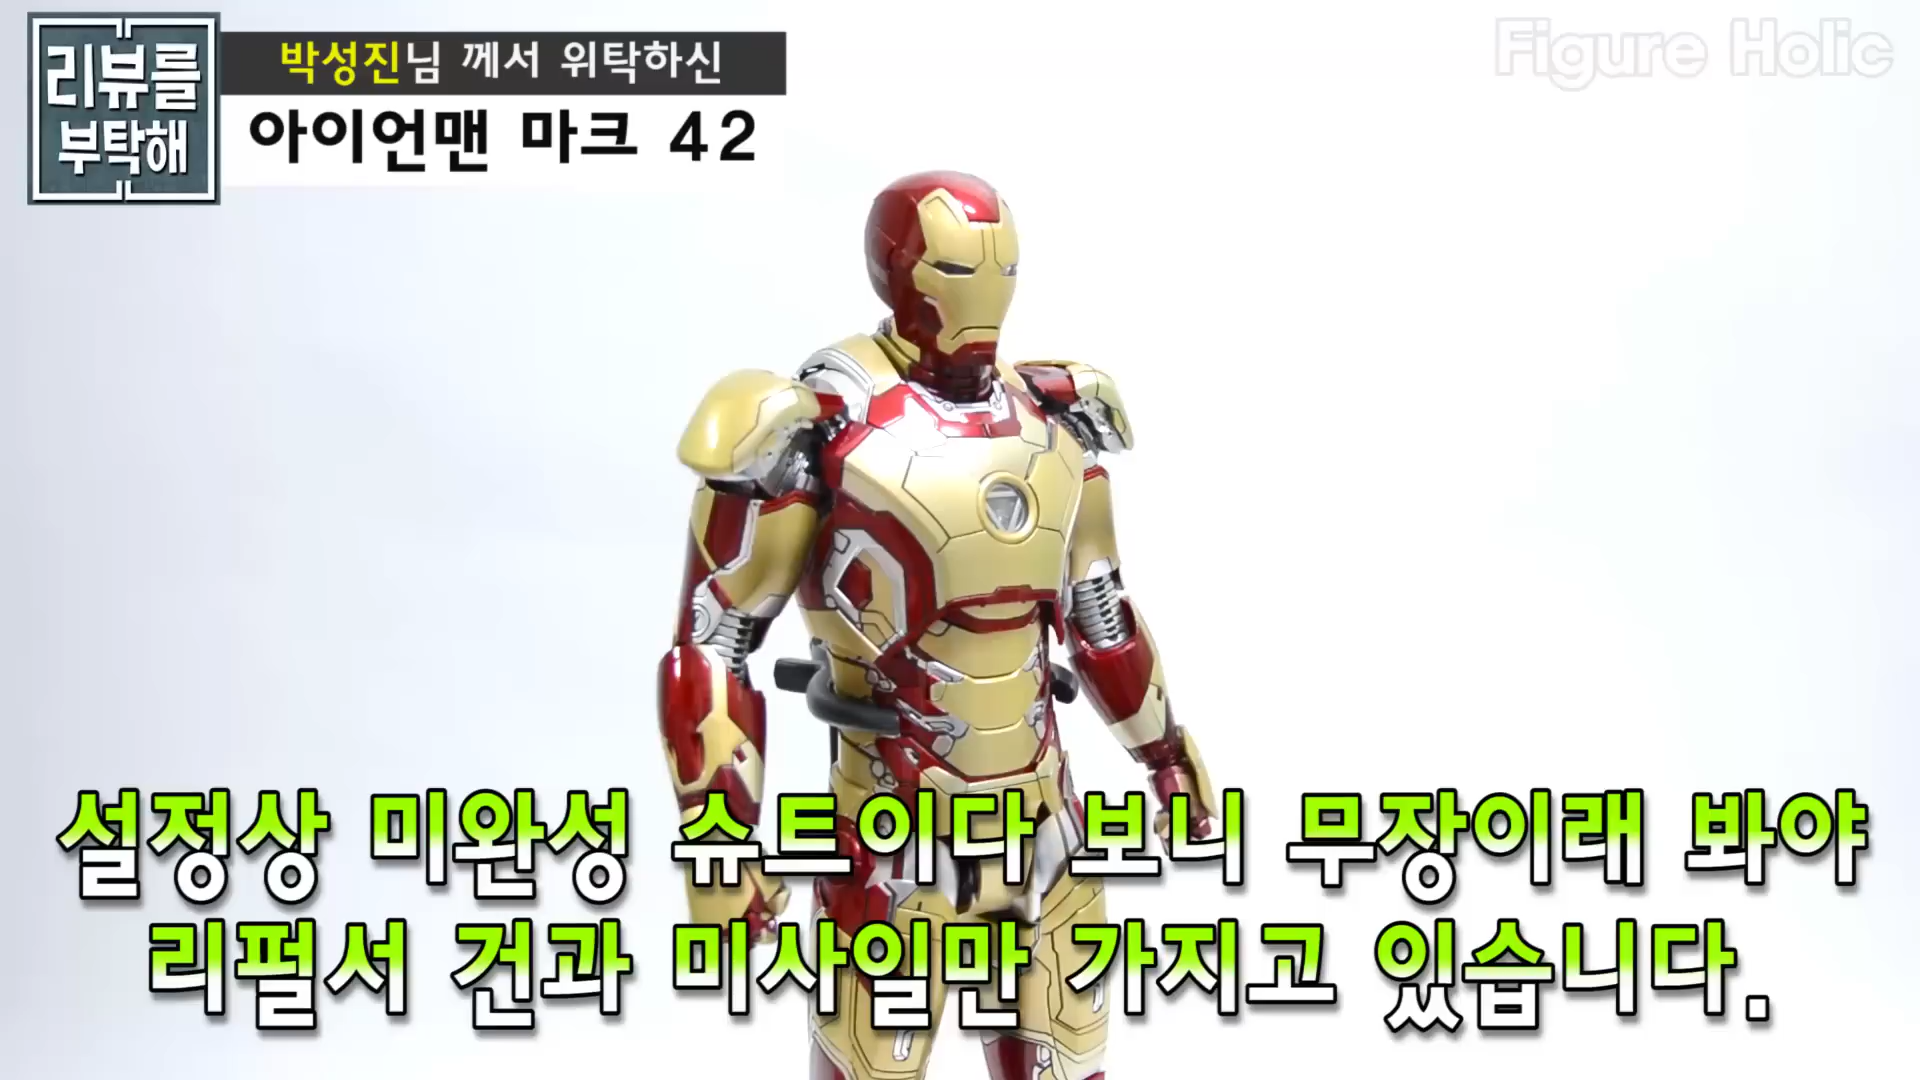 리뷰를
부탁해
박성진님 께서 위탁하신
아이언맨 마크 42
Figure Holic
설정상 미완성 슈트이다 보니 무장이래 봐야
리펄서 건과 미사일만 가지고 있습니다.